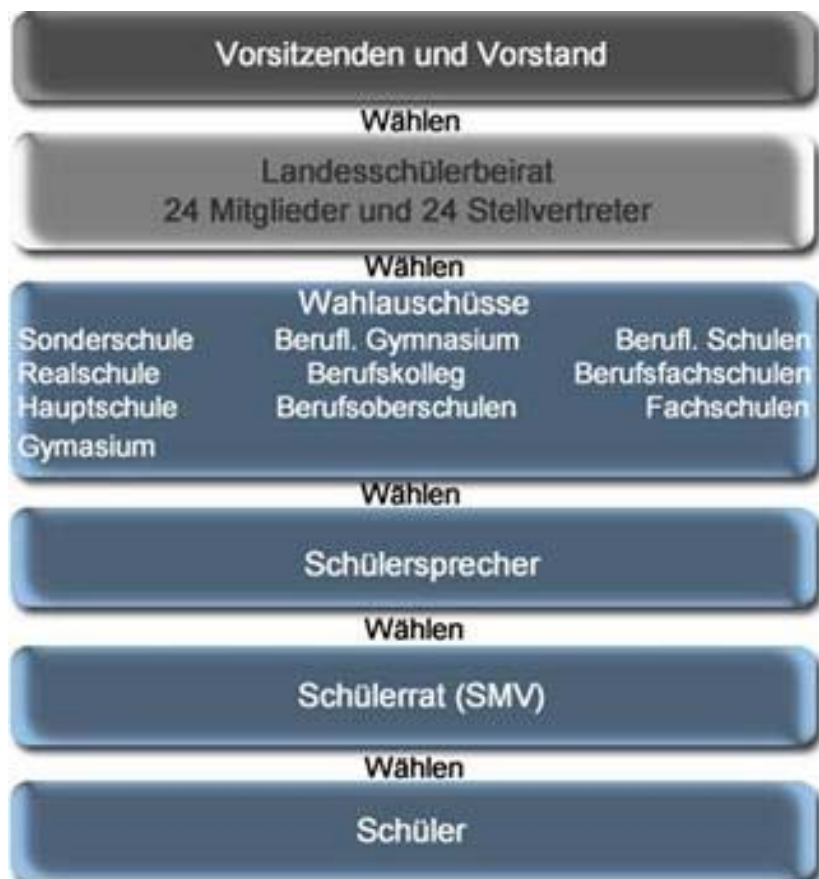 Vorsitzenden und Vorstand
Wählen
Landesschülerbeirat
24 Mitglieder und 24 Stellvertreter
Wählen
Wahlauschüsse
Sonderschule Berufl. Gymnasium Berufl. Schulen
Realschule Berufskolleg Berufsfachschulen
Hauptschule Berufsoberschulen Fachschulen
Gymasium
Wählen
Schülersprecher
Wählen
Schülerrat (SMV)
Wählen
Schüler